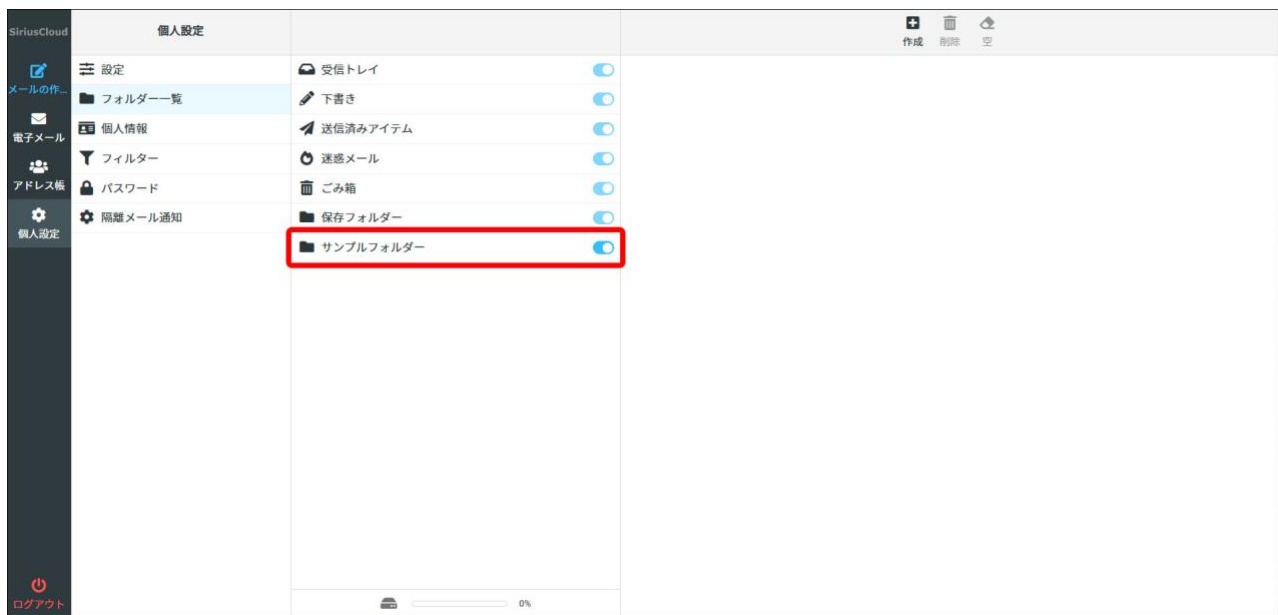 SiriusCloud
メールの作...
電子メール
アドレス帳
個人設定
ログアウト
個人設定
設定
フォルダー一覧
個人情報
フィルター
パスワード
隔離メール通知
受信トレイ
下書き
送信済みアイテム
迷惑メール
ごみ箱
保存フォルダー
サンプルフォルダー
0%
作成
削除
空